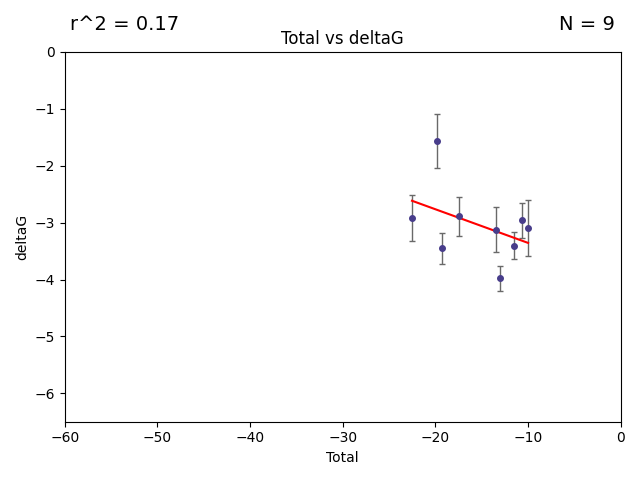 r^2 = 0.17
N = 9
Total vs deltaG
0
−1
−2
−3
−4
−5
−6
deltaG
−60 −50 −40 −30 −20 −10 0
Total